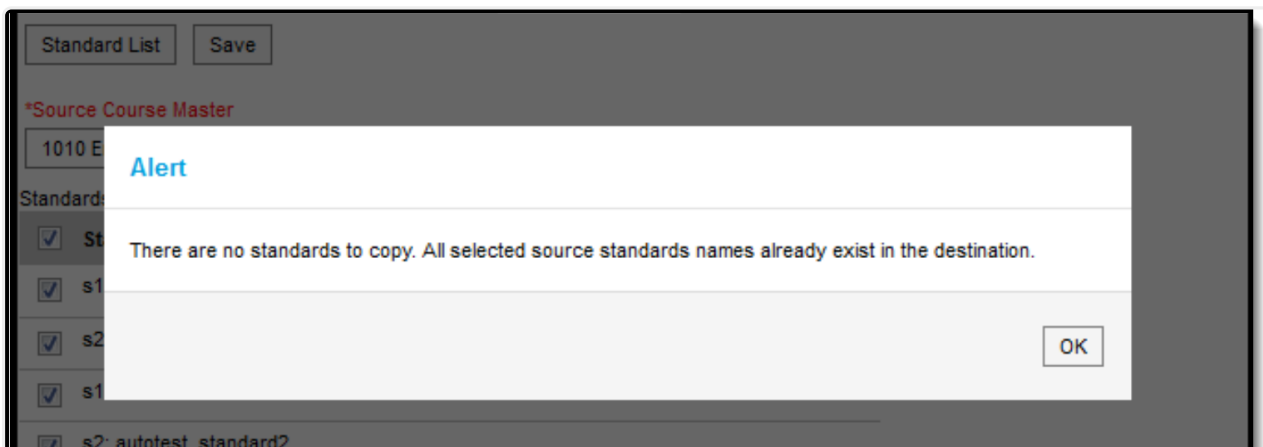 Standard List Save
*Source Course Master
1010 E
Alert
Standards
St
There are no standards to copy. All selected source standards names already exist in the destination.
s1
s2
OK
s1
s2: autotest_standard2